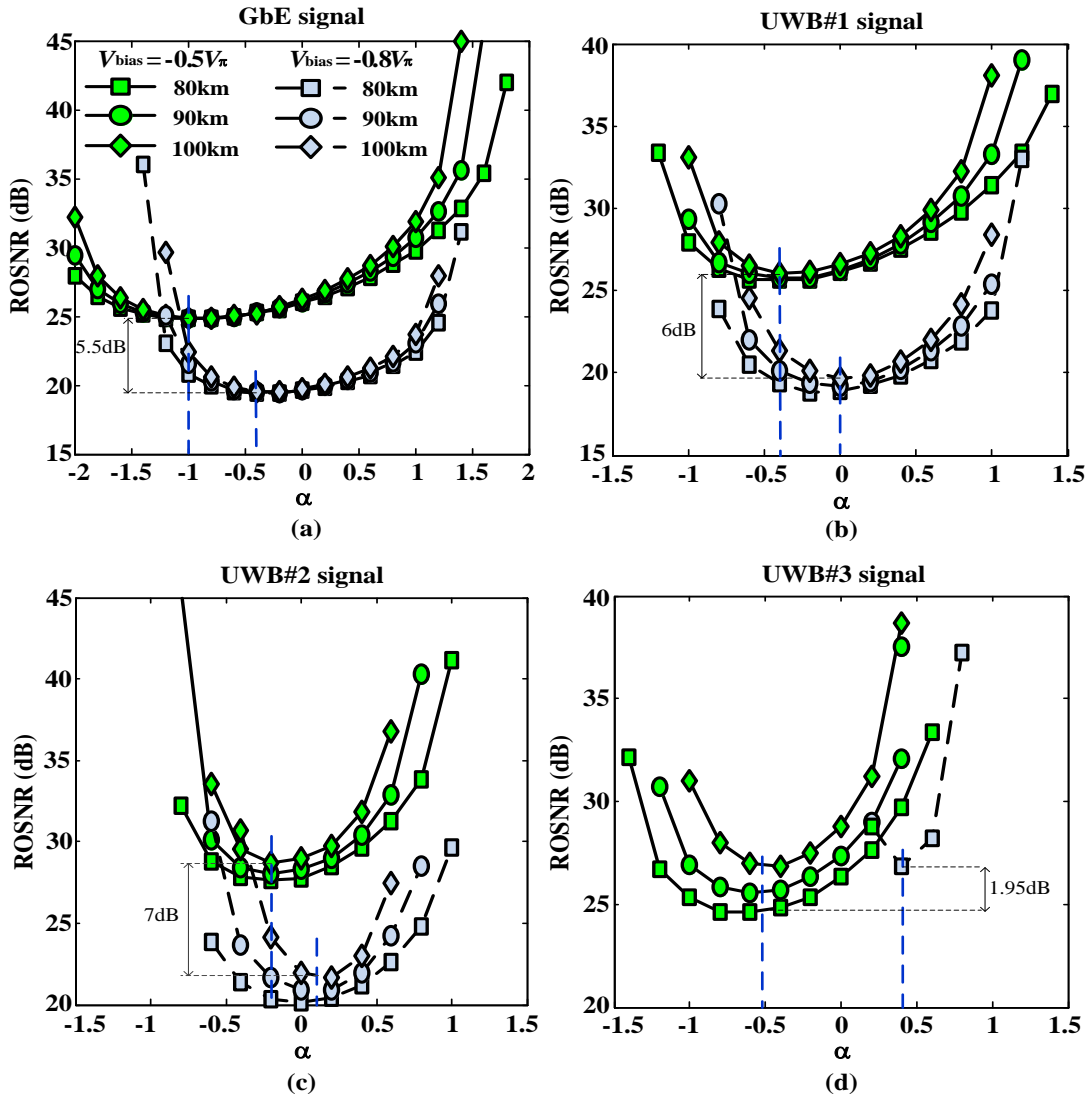 GbE signal
V_bias = -0.5V_π V_bias = -0.8V_π
80km 80km
90km 90km
100km 100km
ROSNR (dB)
45
40
35
30
25
20
15
5.5dB
-2 -1.5 -1 -0.5 0 0.5 1 1.5 2
α
(a)
UWB#1 signal
ROSNR (dB)
40
35
30
25
20
15
6dB
-1.5 -1 -0.5 0 0.5 1 1.5
α
(b)
UWB#2 signal
ROSNR (dB)
45
40
35
30
25
20
7dB
-1.5 -1 -0.5 0 0.5 1 1.5
α
(c)
UWB#3 signal
ROSNR (dB)
40
35
30
25
20
1.95dB
-1.5 -1 -0.5 0 0.5 1 1.5
α
(d)